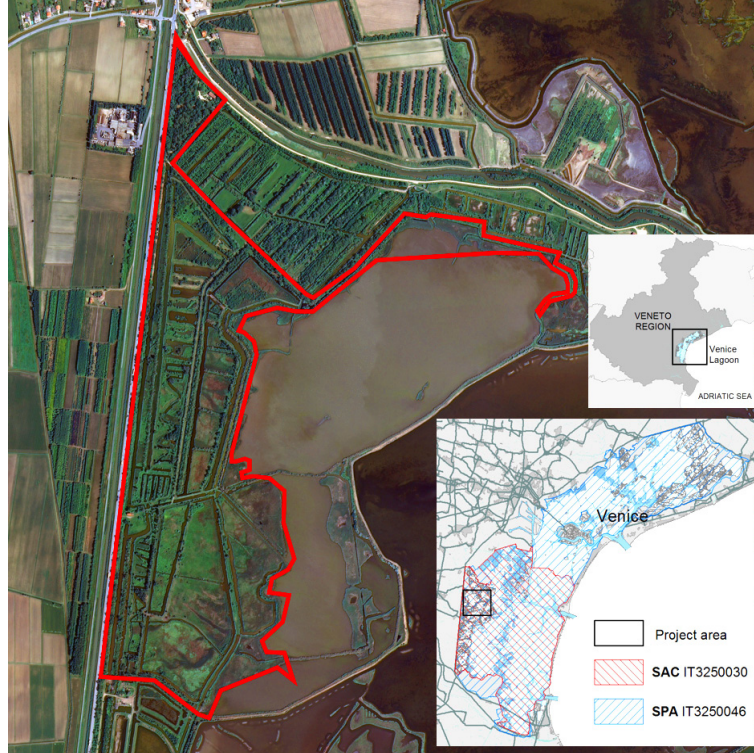 VENETO
REGION
Venice
Lagoon
ADRIATIC SEA
Venice
Project area
SAC IT3250030
SPA IT3250046